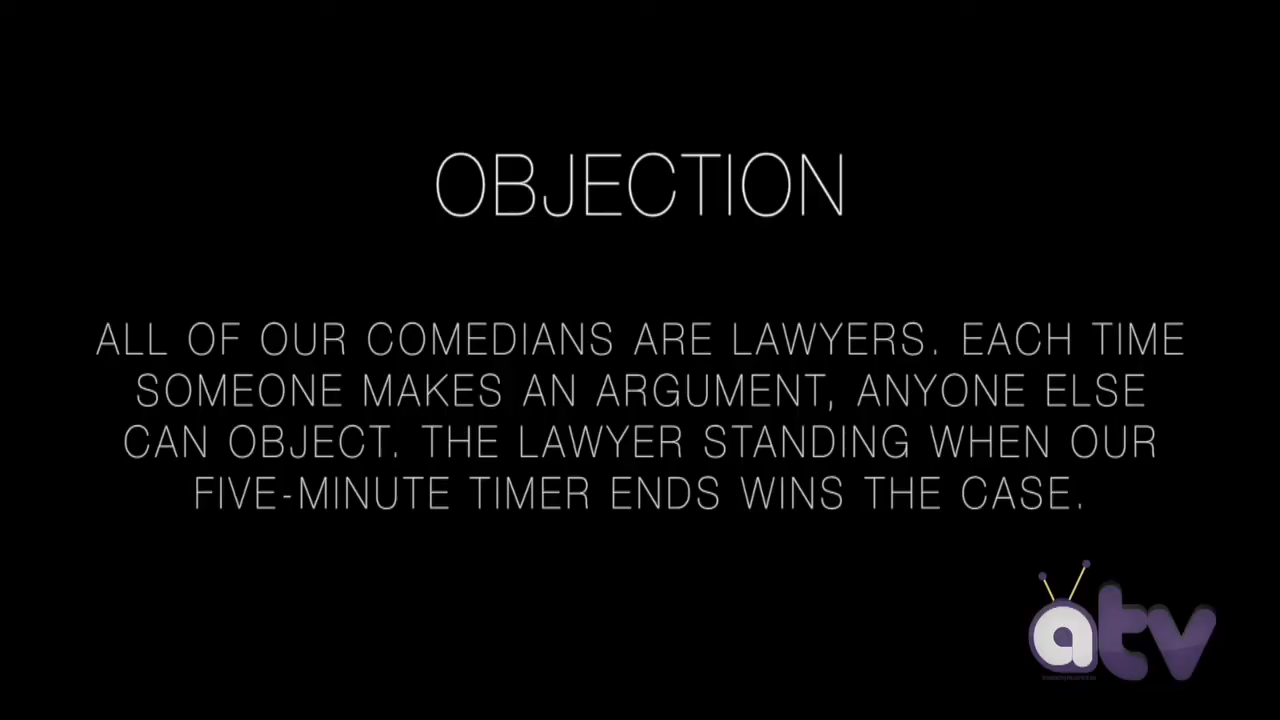 OBJECTION
ALL OF OUR COMEDIANS ARE LAWYERS. EACH TIME
SOMEONE MAKES AN ARGUMENT, ANYONE ELSE
CAN OBJECT. THE LAWYER STANDING WHEN OUR
FIVE-MINUTE TIMER ENDS WINS THE CASE.
atv